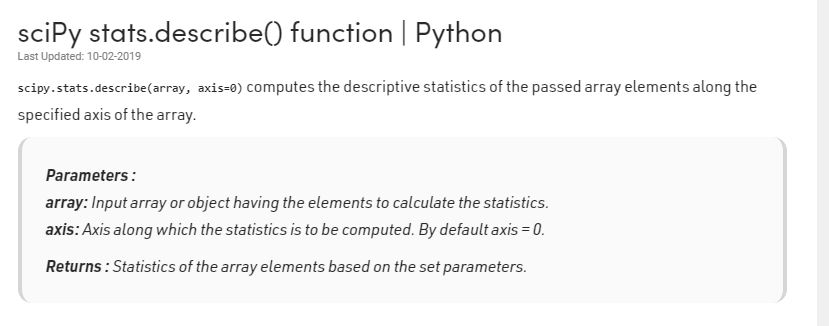 sciPy stats.describe() function | Python
Last Updated: 10-02-2019
scipy.stats.describe(array, axis=0) computes the descriptive statistics of the passed array elements along the
specified axis of the array.
Parameters :
array: Input array or object having the elements to calculate the statistics.
axis: Axis along which the statistics is to be computed. By default axis = 0.
Returns : Statistics of the array elements based on the set parameters.